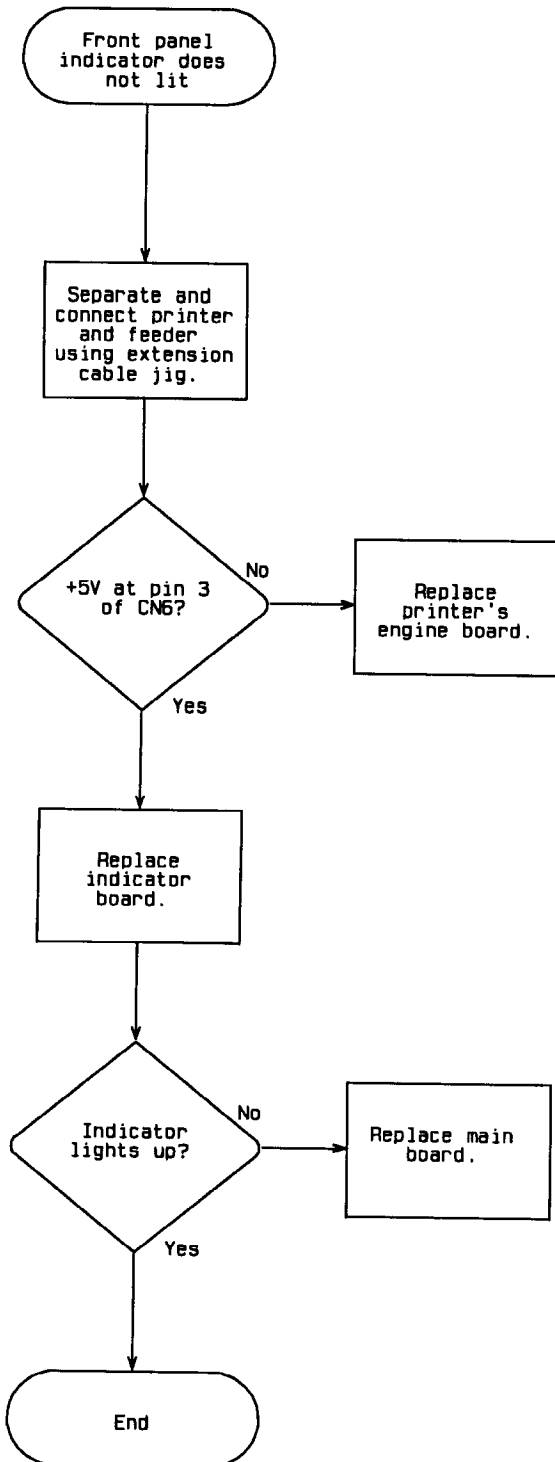 Front panel
indicator does
not lit
Separate and
connect printer
and feeder
using extension
cable jig.
+5V at pin 3
of CN6?
No
Replace
printer's
engine board.
Yes
Replace
indicator
board.
Indicator
lights up?
No
Replace main
board.
Yes
End